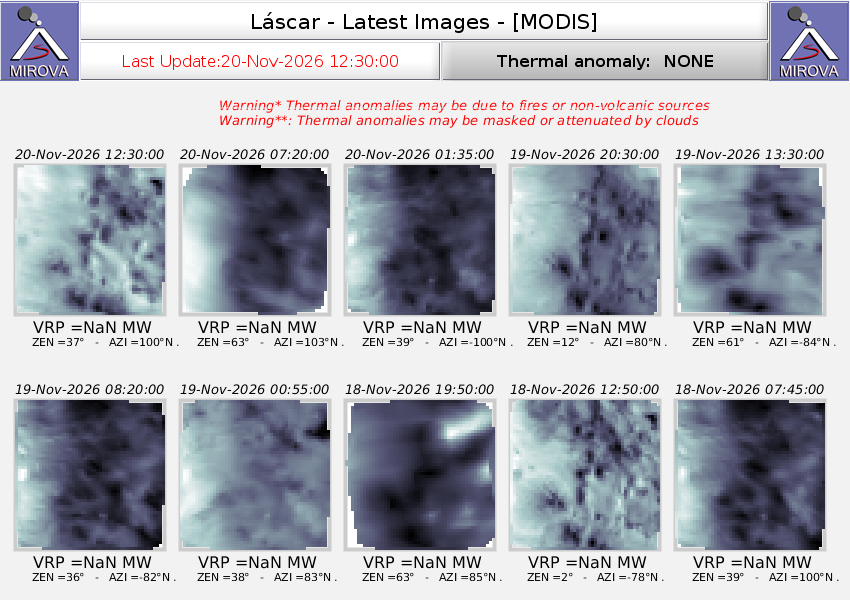 Láscar - Latest Images - [MODIS]
MIROVA
Last Update:20-Nov-2026 12:30:00
Thermal anomaly: NONE
MIROVA
Warning* Thermal anomalies may be due to fires or non-volcanic sources
Warning**: Thermal anomalies may be masked or attenuated by clouds
20-Nov-2026 12:30:00 20-Nov-2026 07:20:00 20-Nov-2026 01:35:00 19-Nov-2026 20:30:00 19-Nov-2026 13:30:00
VRP =NaN MW VRP =NaN MW VRP =NaN MW VRP =NaN MW VRP =NaN MW
ZEN =37° - AZI =100°N . ZEN =63° - AZI =103°N . ZEN =39° - AZI =-100°N . ZEN =12° - AZI =80°N . ZEN =61° - AZI =-84°N .
19-Nov-2026 08:20:00 19-Nov-2026 00:55:00 18-Nov-2026 19:50:00 18-Nov-2026 12:50:00 18-Nov-2026 07:45:00
VRP =NaN MW VRP =NaN MW VRP =NaN MW VRP =NaN MW VRP =NaN MW
ZEN =36° - AZI =-82°N . ZEN =38° - AZI =83°N . ZEN =63° - AZI =85°N . ZEN =2° - AZI =-78°N . ZEN =39° - AZI =100°N .